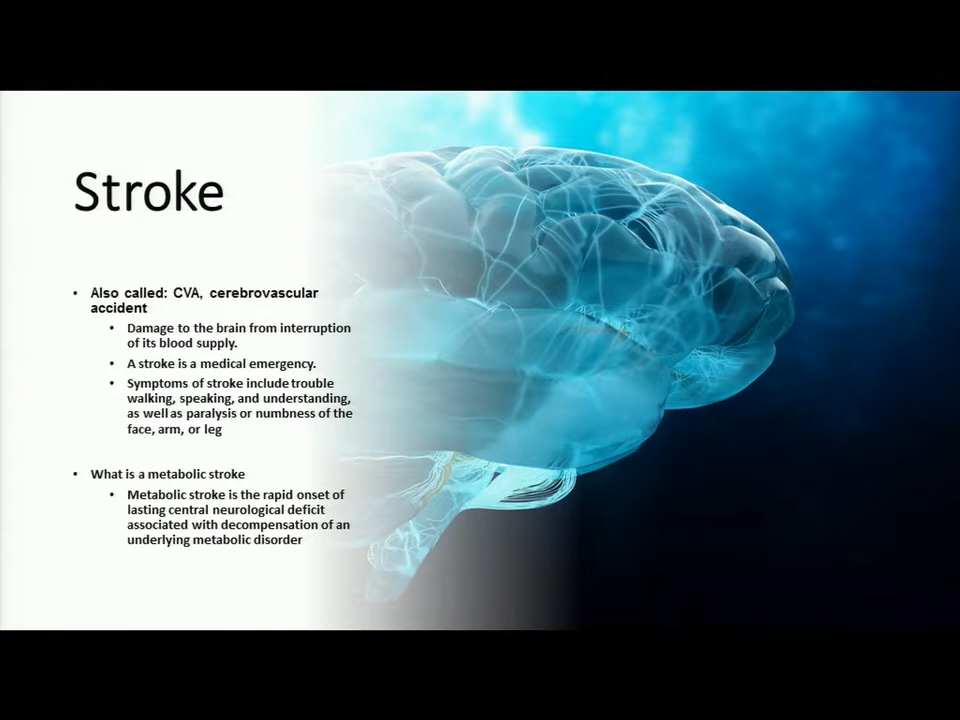 Stroke
• Also called: CVA, cerebrovascular
accident
• Damage to the brain from interruption
of its blood supply.
• A stroke is a medical emergency.
• Symptoms of stroke include trouble
walking, speaking, and understanding,
as well as paralysis or numbness of the
face, arm, or leg
• What is a metabolic stroke
• Metabolic stroke is the rapid onset of
lasting central neurological deficit
associated with decompensation of an
underlying metabolic disorder